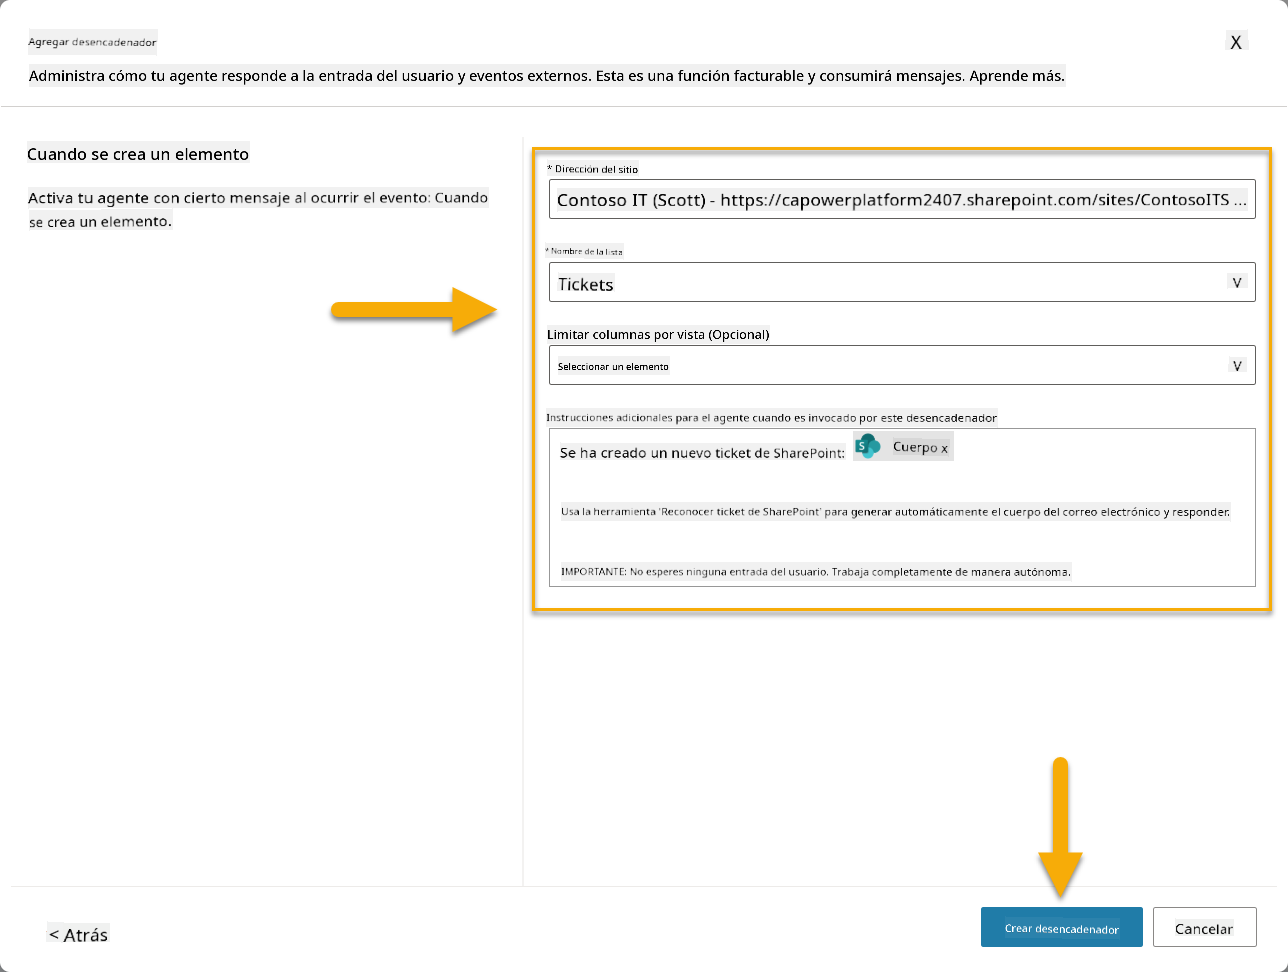 Agregar desencadenador
X
Administra cómo tu agente responde a la entrada del usuario y eventos externos. Esta es una función facturable y consumirá mensajes. Aprende más.
Cuando se crea un elemento
Activa tu agente con cierto mensaje al ocurrir el evento: Cuando
se crea un elemento.
* Dirección del sitio
Contoso IT (Scott) - https://capowerplatform2407.sharepoint.com/sites/ContosoITS ...
* Nombre de la lista
Tickets
V
Limitar columnas por vista (Opcional)
Seleccionar un elemento
V
Instrucciones adicionales para el agente cuando es invocado por este desencadenador
Se ha creado un nuevo ticket de SharePoint: S Cuerpo x
Usa la herramienta 'Reconocer ticket de SharePoint' para generar automáticamente el cuerpo del correo electrónico y responder.
IMPORTANTE: No esperes ninguna entrada del usuario. Trabaja completamente de manera autónoma.
< Atrás
Crear desencadenador
Cancelar